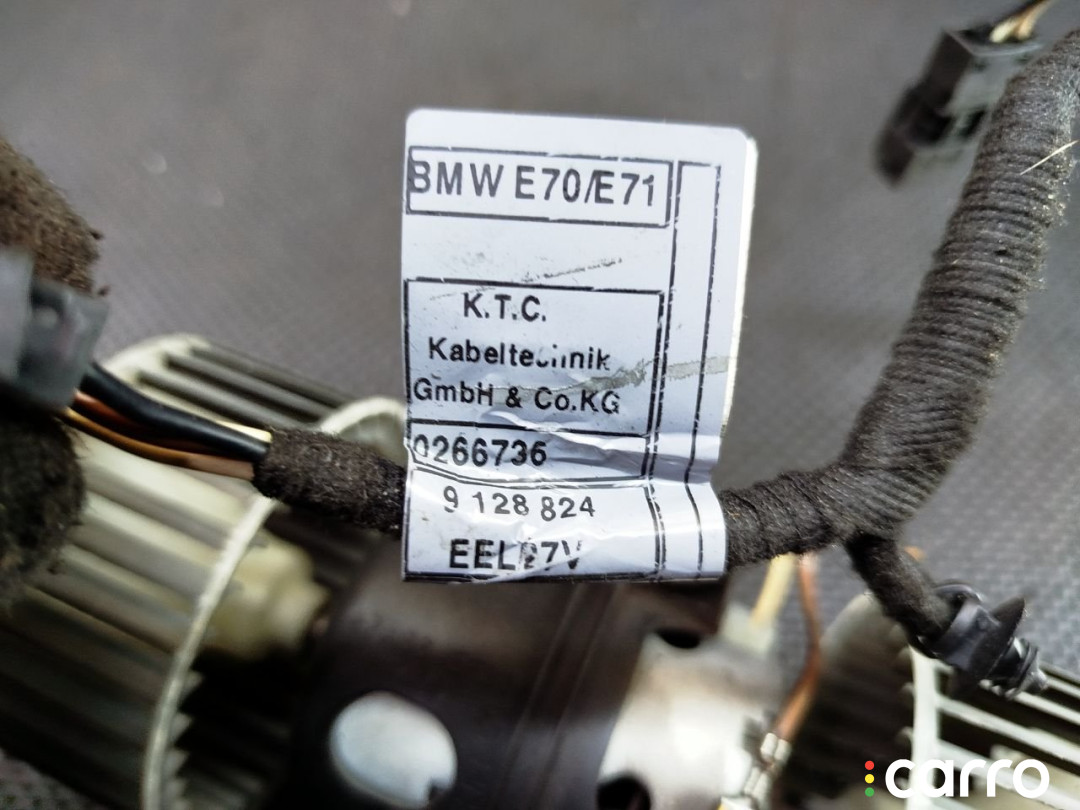 BMW E70/E71
K.T.C.
Kabeltechnik
GmbH & Co.KG
0266736
9 128 824
carro